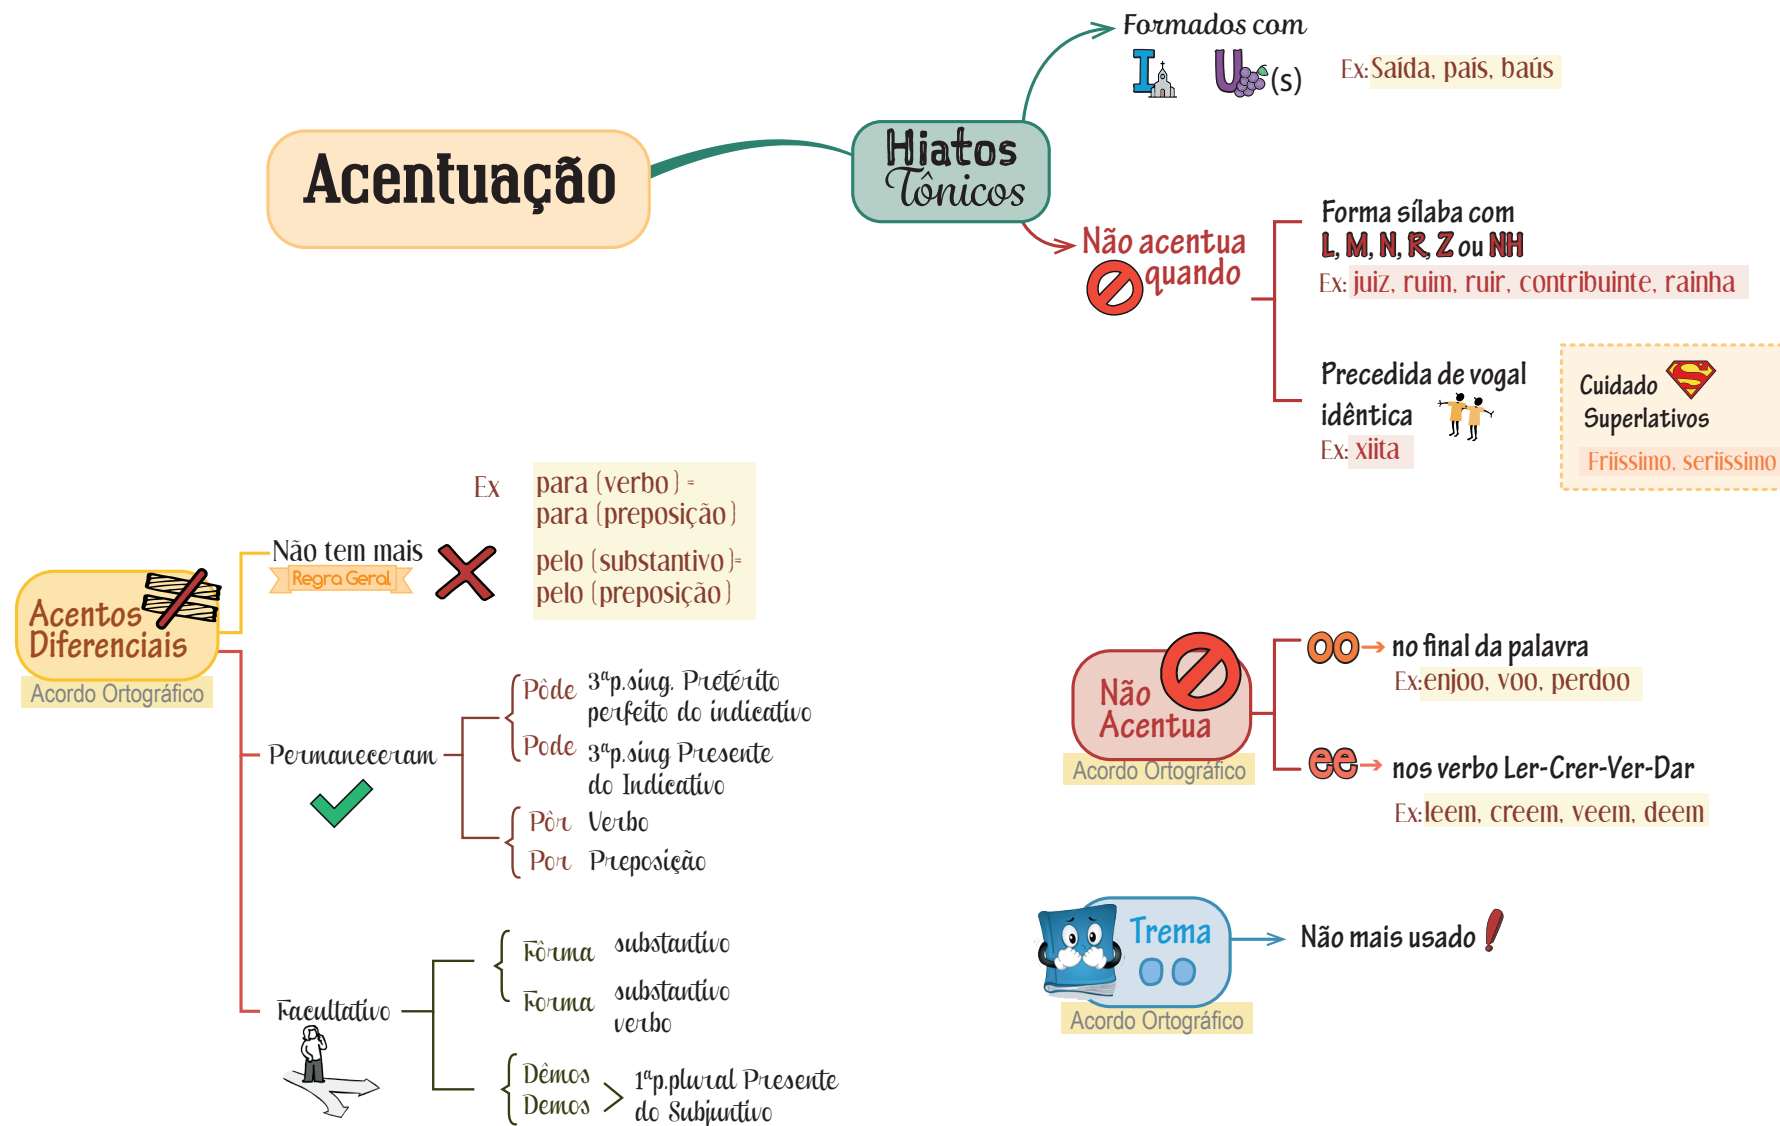 Acentuação
Hiatos
Tônicos
Formados com
I U(s)
Ex: Saída, país, baús
Não acentua
quando
Forma sílaba com
L, M, N, R, Z ou NH
Ex: juiz, ruim, ruir, contribuinte, rainha
Precedida de vogal
idêntica
Ex: xiita
Cuidado
Superlativos
Friíssimo, seriíssimo
Acentos
Diferenciais
Acordo Ortográfico
Não tem mais
Regra Geral
Ex
para (verbo) =
para (preposição)
pelo (substantivo)=
pelo (preposição)
Permaneceram
Pôde
3ªp.sing. Pretérito
perfeito do indicativo
Pode
3ªp.sing Presente
do Indicativo
Pôr Verbo
Por Preposição
Facultativo
Fôrma substantivo
Forma
substantivo
verbo
Dêmos
Demos
1ªp.plural Presente
do Subjuntivo
Não
Acentua
Acordo Ortográfico
oo
no final da palavra
Ex: enjoo, voo, perdoo
ee
nos verbo Ler-Crer-Ver-Dar
Ex: leem, creem, veem, deem
Trema
Acordo Ortográfico
Não mais usado!